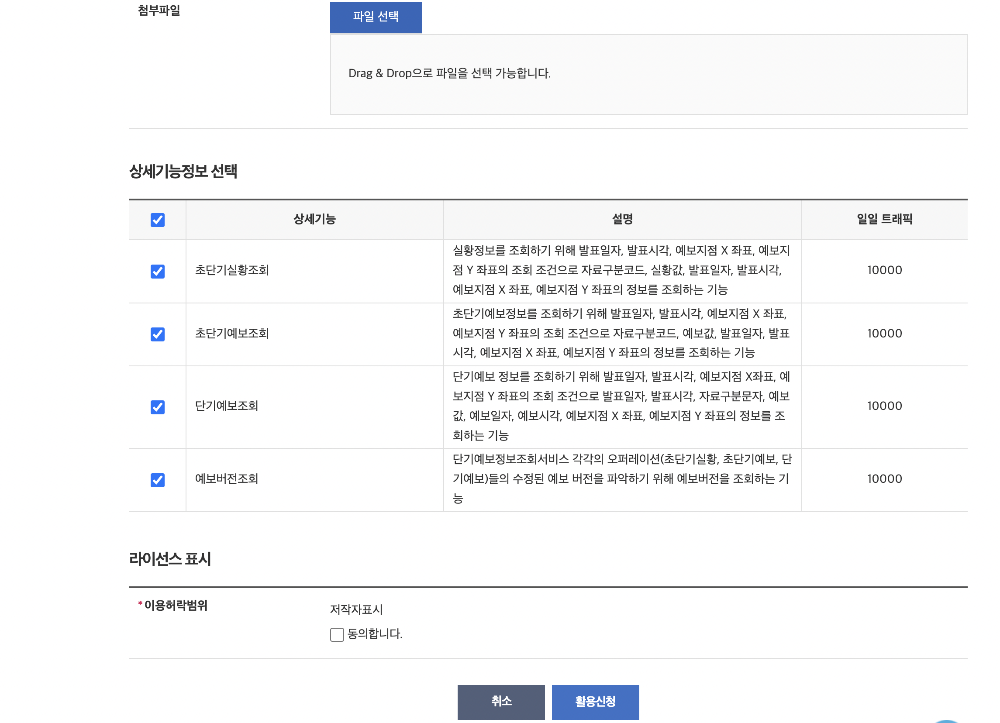 첨부파일
파일 선택
Drag & Drop으로 파일을 선택 가능합니다.
상세기능정보 선택
상세기능 설명 일일 트래픽
초단기실황조회
실황정보를 조회하기 위해 발표일자, 발표시각, 예보지점 X 좌표, 예보지
점 Y 좌표의 조회 조건으로 자료구분코드, 실황값, 발표일자, 발표시각,
예보지점 X 좌표, 예보지점 Y 좌표의 정보를 조회하는 기능
10000
초단기예보조회
초단기예보정보를 조회하기 위해 발표일자, 발표시각, 예보지점 X 좌표,
예보지점 Y 좌표의 조회 조건으로 자료구분코드, 예보값, 발표일자, 발표
시각, 예보지점 X 좌표, 예보지점 Y 좌표의 정보를 조회하는 기능
10000
단기예보조회
단기예보 정보를 조회하기 위해 발표일자, 발표시각, 예보지점 X좌표, 예
보지점 Y 좌표의 조회 조건으로 발표일자, 발표시각, 자료구분문자, 예보
값, 예보일자, 예보시각, 예보지점 X 좌표, 예보지점 Y 좌표의 정보를 조
회하는 기능
10000
예보버전조회
단기예보정보조회서비스 각각의 오퍼레이션(초단기실황, 초단기예보, 단
기예보)들의 수정된 예보 버전을 파악하기 위해 예보버전을 조회하는 기
능
10000
라이선스 표시
*이용허락범위
저작자표시
동의합니다.
취소
활용신청